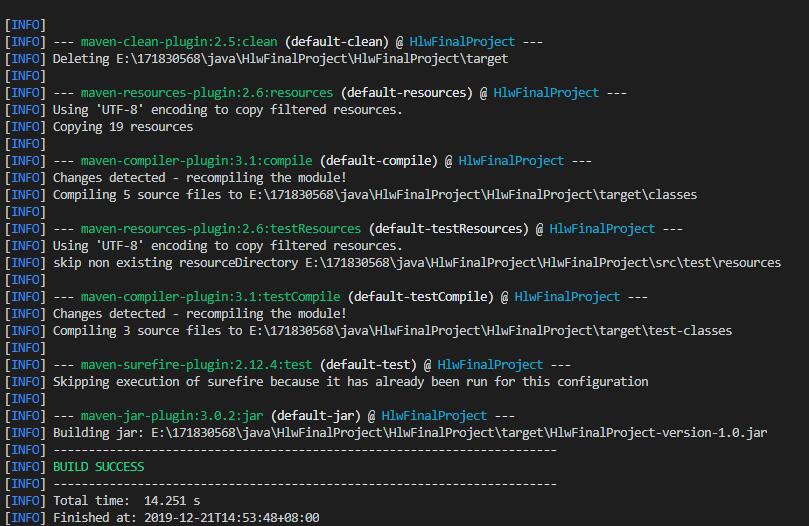 [INFO]
[INFO] --- maven-clean-plugin:2.5:clean (default-clean) @ HlwFinalProject ---
[INFO] Deleting E:\171830568\java\HlwFinalProject\HlwFinalProject\target
[INFO]
[INFO] --- maven-resources-plugin:2.6:resources (default-resources) @ HlwFinalProject ---
[INFO] Using 'UTF-8' encoding to copy filtered resources.
[INFO] Copying 19 resources
[INFO]
[INFO] --- maven-compiler-plugin:3.1:compile (default-compile) @ HlwFinalProject ---
[INFO] Changes detected - recompiling the module!
[INFO] Compiling 5 source files to E:\171830568\java\HlwFinalProject\HlwFinalProject\target\classes
[INFO]
[INFO] --- maven-resources-plugin:2.6:testResources (default-testResources) @ HlwFinalProject ---
[INFO] Using 'UTF-8' encoding to copy filtered resources.
[INFO] skip non existing resourceDirectory E:\171830568\java\HlwFinalProject\HlwFinalProject\src\test\resources
[INFO]
[INFO] --- maven-compiler-plugin:3.1:testCompile (default-testCompile) @ HlwFinalProject ---
[INFO] Changes detected - recompiling the module!
[INFO] Compiling 3 source files to E:\171830568\java\HlwFinalProject\HlwFinalProject\target\test-classes
[INFO]
[INFO] --- maven-surefire-plugin:2.12.4:test (default-test) @ HlwFinalProject ---
[INFO] Skipping execution of surefire because it has already been run for this configuration
[INFO]
[INFO] --- maven-jar-plugin:3.0.2:jar (default-jar) @ HlwFinalProject ---
[INFO] Building jar: E:\171830568\java\HlwFinalProject\HlwFinalProject\target\HlwFinalProject-version-1.0.jar
[INFO] ------------------------------------------------------------------------
[INFO] BUILD SUCCESS
[INFO] ------------------------------------------------------------------------
[INFO] Total time:  14.251 s
[INFO] Finished at: 2019-12-21T14:53:48+08:00